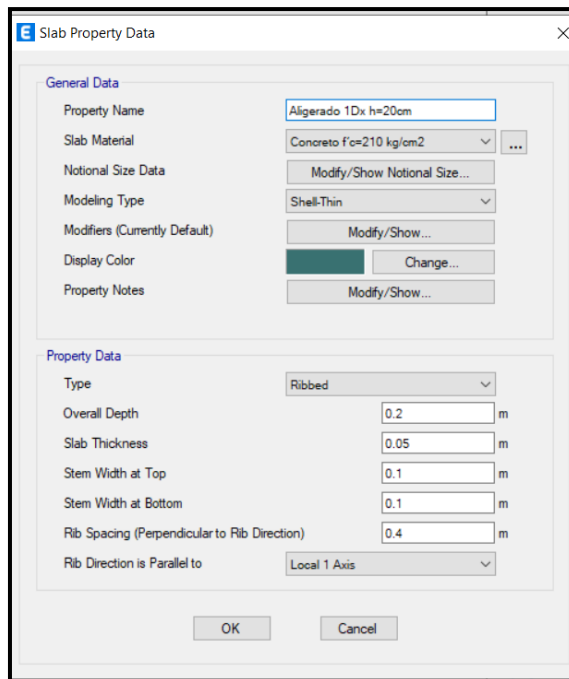 E Slab Property Data
General Data
Property Name Aligerado 1Dx h=20cm
Slab Material Concreto f'c=210 kg/cm2 ...
Notional Size Data Modify/Show Notional Size...
Modeling Type Shell-Thin
Modifiers (Currently Default) Modify/Show...
Display Color Change...
Property Notes Modify/Show...
Property Data
Type Ribbed
Overall Depth 0.2 m
Slab Thickness 0.05 m
Stem Width at Top 0.1 m
Stem Width at Bottom 0.1 m
Rib Spacing (Perpendicular to Rib Direction) 0.4 m
Rib Direction is Parallel to Local 1 Axis
OK Cancel